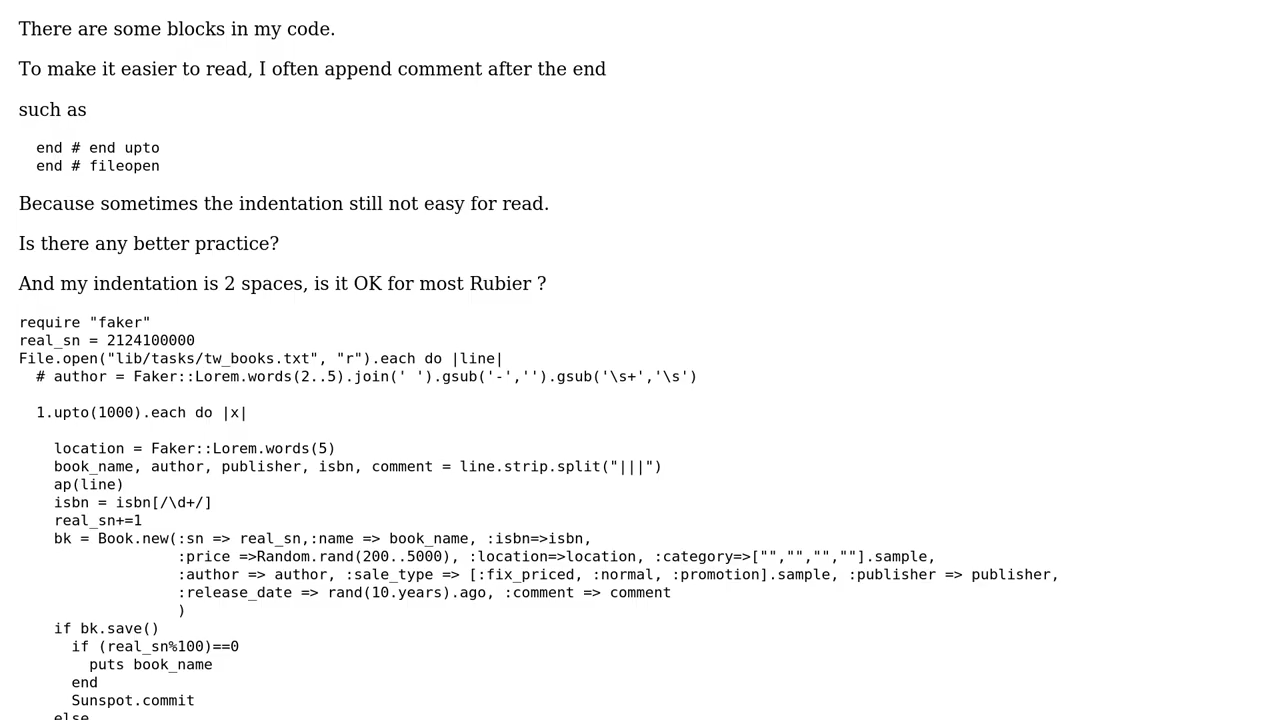 There are some blocks in my code.
To make it easier to read, I often append comment after the end
such as
  end # end upto
  end # fileopen
Because sometimes the indentation still not easy for read.
Is there any better practice?
And my indentation is 2 spaces, is it OK for most Rubier ?
require "faker"
real_sn = 2124100000
File.open("lib/tasks/tw_books.txt", "r").each do |line|
  # author = Faker::Lorem.words(2..5).join(' ').gsub('-','').gsub('\s+','\s')
  1.upto(1000).each do |x|
    location = Faker::Lorem.words(5)
    book_name, author, publisher, isbn, comment = line.strip.split("|||")
    ap(line)
    isbn = isbn[/\d+/]
    real_sn+=1
    bk = Book.new(:sn => real_sn,:name => book_name, :isbn=>isbn,
                  :price =>Random.rand(200..5000), :location=>location, :category=>["","","",""].sample,
                  :author => author, :sale_type => [:fix_priced, :normal, :promotion].sample, :publisher => publisher,
                  :release_date => rand(10.years).ago, :comment => comment
                  )
    if bk.save()
      if (real_sn%100)==0
        puts book_name
      end
      Sunspot.commit
    else